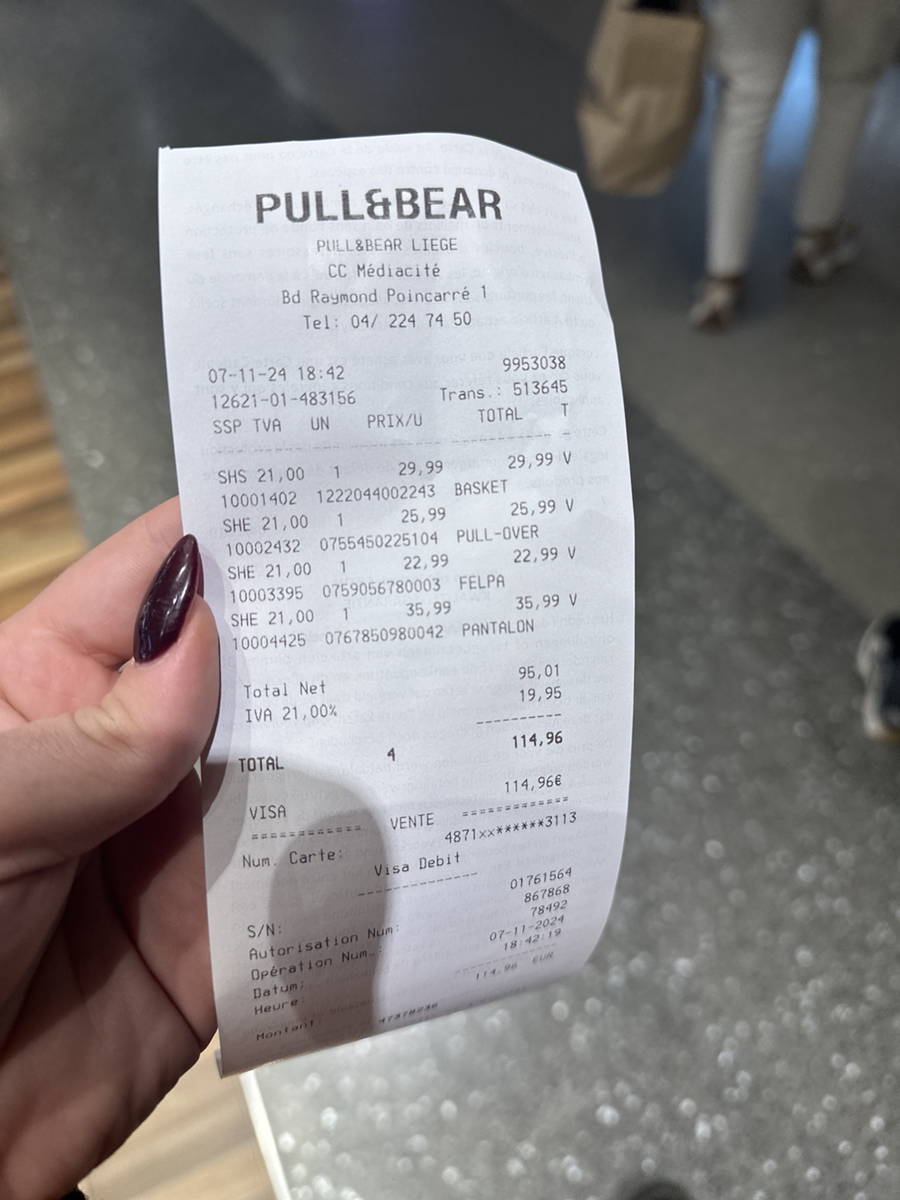 PULL&BEAR
PULL&BEAR LIEGE
CC Médiacité
Bd Raymond Poincarré 1
Tel: 04/ 224 74 50
07-11-24 18:42 9953038
12621-01-483156 Trans.: 513645
SSP TVA UN PRIX/U TOTAL T
SHS 21,00 1 29,99 29,99 V
10001402 1222044002243 BASKET
SHE 21,00 1 25,99 25,99 V
10002432 0755450225104 PULL-OVER
SHE 21,00 1 22,99 22,99 V
10003395 0759056780003 FELPA
SHE 21,00 1 35,99 35,99 V
10004425 0767850980042 PANTALON
Total Net 95,01
IVA 21,00% 19,95
----------
TOTAL 4 114,96
114,96€
VISA VENTE
============ ============
Num. Carte: 4871××******3113
Visa Debit
-------------
S/N: 01761564
Autorisation Num: 867868
Opération Num.: 78492
Datum: 07-11-2024
Heure: 18:42:19
-------------
Montant: 114,96 EUR